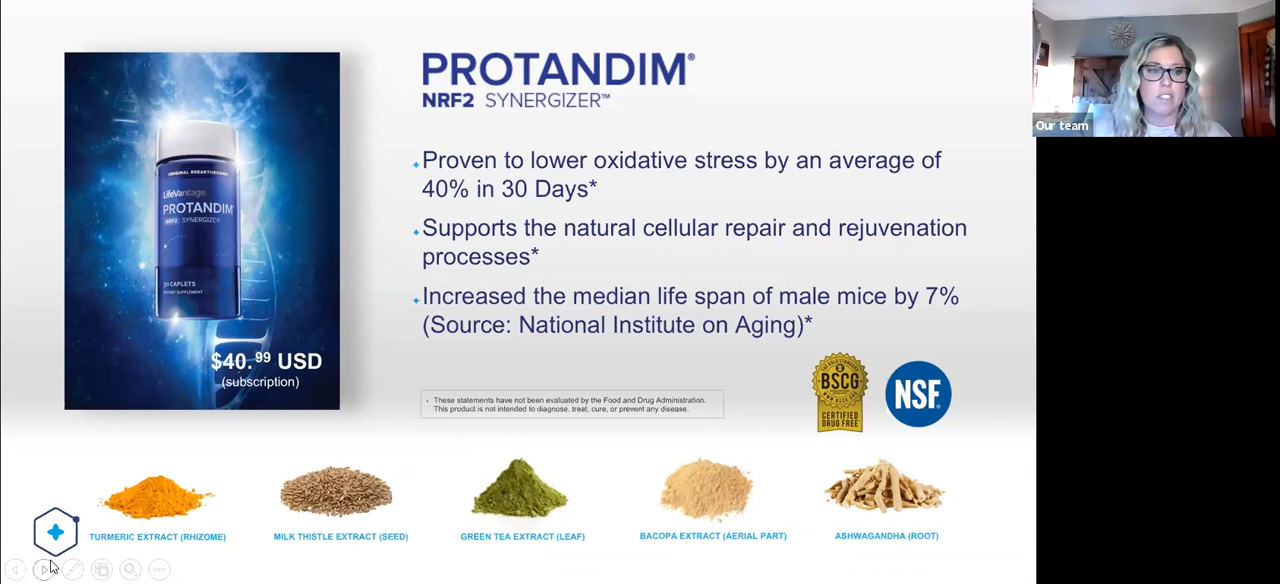 PROTANDIM®
NRF2 SYNERGIZER™
Our team
Proven to lower oxidative stress by an average of
40% in 30 Days*
ORIGINAL BREAKTHROUGH
LifeVantage
PROTANDIM
NRF2 SYNERGIZER
30 CAPLETS
Supports the natural cellular repair and rejuvenation
processes*
Increased the median life span of male mice by 7%
(Source: National Institute on Aging)*
$40.99 USD
(subscription)
These statements have not been evaluated by the Food and Drug Administration.
This product is not intended to diagnose, treat, cure, or prevent any disease.
BSCG
CERTIFIED
DRUG FREE
NSF®
TURMERIC EXTRACT (RHIZOME)
MILK THISTLE EXTRACT (SEED)
GREEN TEA EXTRACT (LEAF)
BACOPA EXTRACT (AERIAL PART)
ASHWAGANDHA (ROOT)